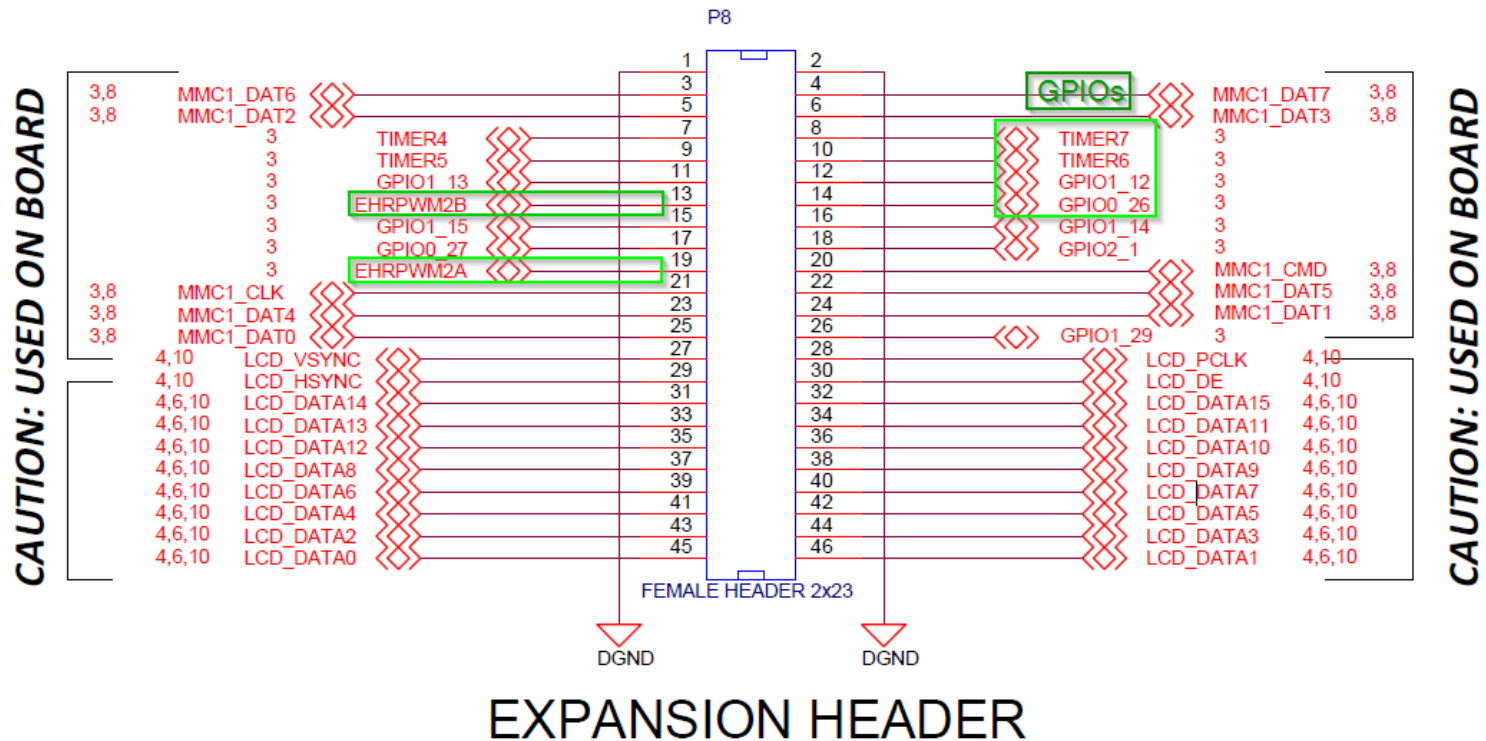 P8
1 2
3,8 MMC1_DAT6 3 4 GPIOs MMC1_DAT7 3,8
3,8 MMC1_DAT2 5 6 MMC1_DAT3 3,8
3 TIMER4 7 8 TIMER7 3
3 TIMER5 9 10 TIMER6 3
3 GPIO1_13 11 12 GPIO1_12 3
3 EHRPWM2B 13 14 GPIO0_26 3
3 GPIO1_15 15 16 GPIO1_14 3
3 GPIO0_27 17 18 GPIO2_1 3
3 EHRPWM2A 19 20 MMC1_CMD 3,8
3,8 MMC1_CLK 21 22 MMC1_DAT5 3,8
3,8 MMC1_DAT4 23 24 MMC1_DAT1 3,8
3,8 MMC1_DAT0 25 26 GPIO1_29 3
4,10 LCD_VSYNC 27 28 LCD_PCLK 4,10
4,10 LCD_HSYNC 29 30 LCD_DE 4,10
4,6,10 LCD_DATA14 31 32 LCD_DATA15 4,6,10
4,6,10 LCD_DATA13 33 34 LCD_DATA11 4,6,10
4,6,10 LCD_DATA12 35 36 LCD_DATA10 4,6,10
4,6,10 LCD_DATA8 37 38 LCD_DATA9 4,6,10
4,6,10 LCD_DATA6 39 40 LCD_DATA7 4,6,10
4,6,10 LCD_DATA4 41 42 LCD_DATA5 4,6,10
4,6,10 LCD_DATA2 43 44 LCD_DATA3 4,6,10
4,6,10 LCD_DATA0 45 46 LCD_DATA1 4,6,10
CAUTION: USED ON BOARD
CAUTION: USED ON BOARD
FEMALE HEADER 2x23
DGND DGND
EXPANSION HEADER